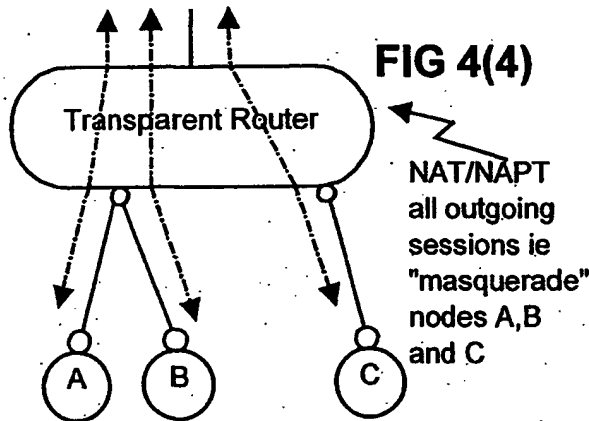 FIG 4(4)
Transparent Router
NAT/NAPT
all outgoing
sessions ie
"masquerade"
nodes A,B
and C
A
B
C